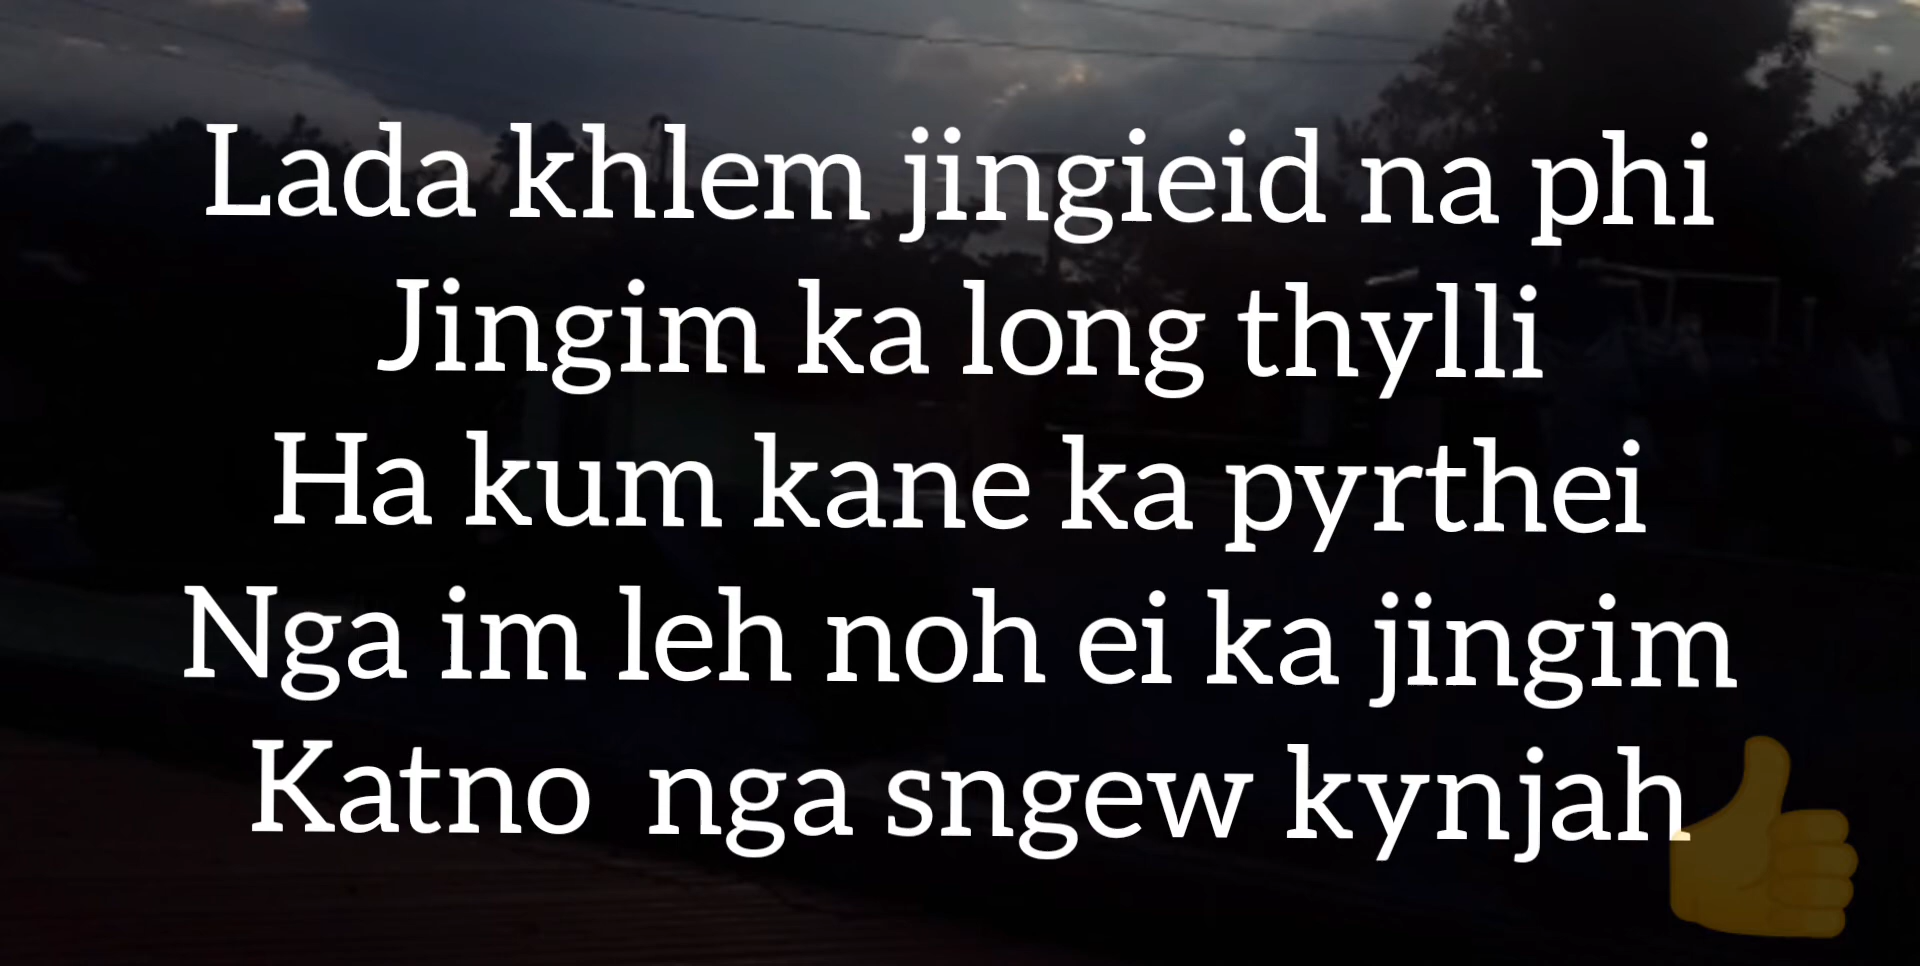 Lada khlem jingieid na phi
Jingim ka long thylli
Ha kum kane ka pyrthei
Nga im leh noh ei ka jingim
Katno  nga sngew kynjah